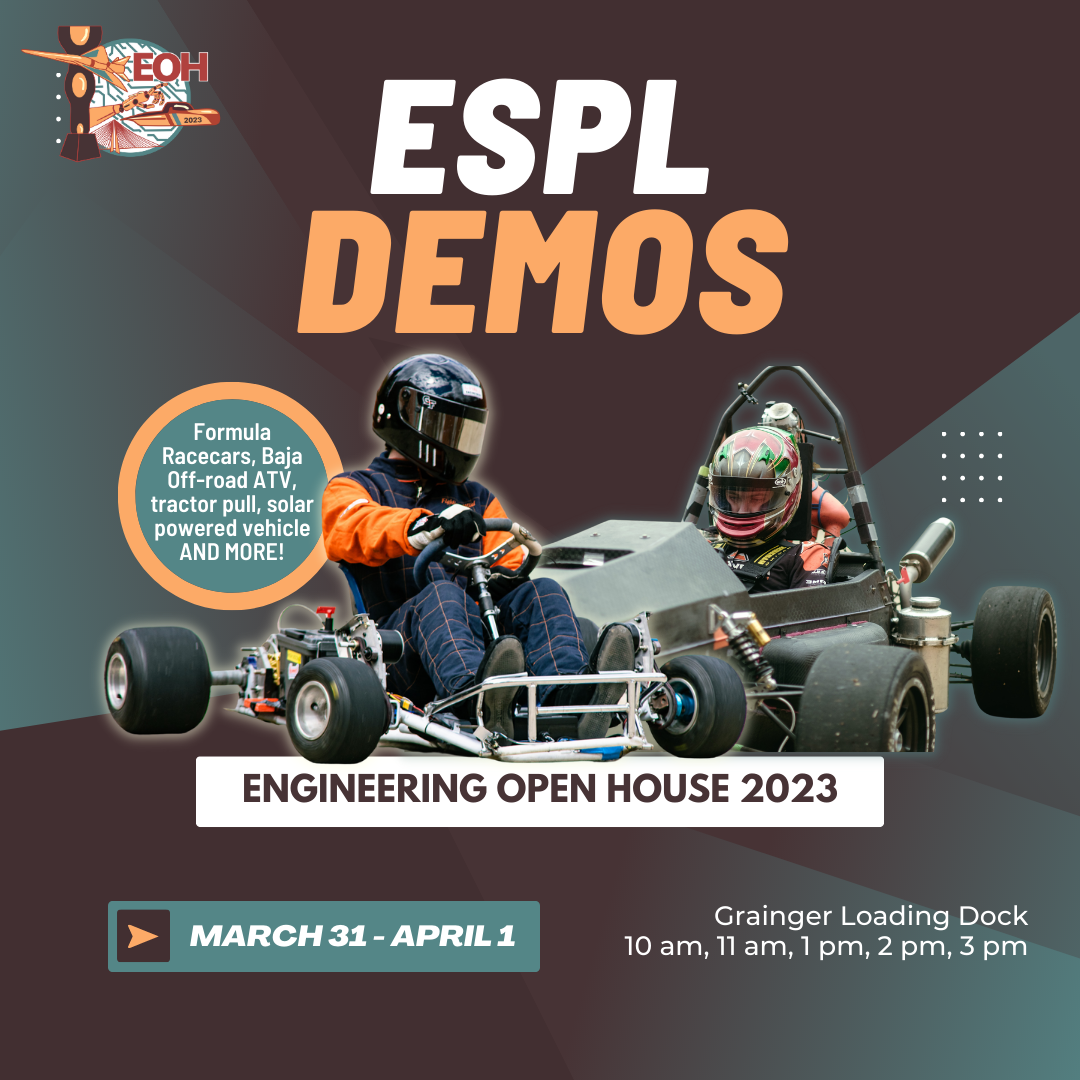 EOH
2023
ESPL
DEMOS
Formula
Racecars, Baja
Off-road ATV,
tractor pull, solar
powered vehicle
AND MORE!
ENGINEERING OPEN HOUSE 2023
MARCH 31 - APRIL 1
Grainger Loading Dock
10 am, 11 am, 1 pm, 2 pm, 3 pm